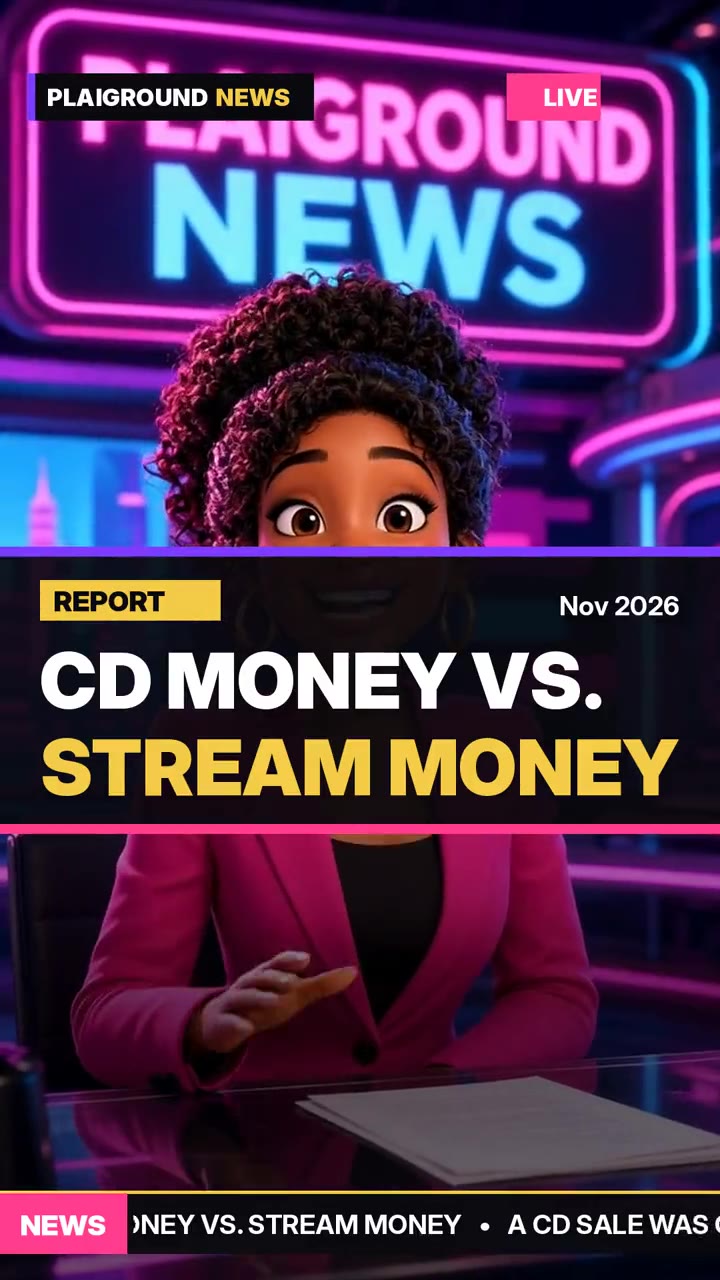 PLAIGROUND NEWS
LIVE
PLAIGROUND
NEWS
REPORT
Nov 2026
CD MONEY VS.
STREAM MONEY
NEWS
ONEY VS. STREAM MONEY • A CD SALE WAS